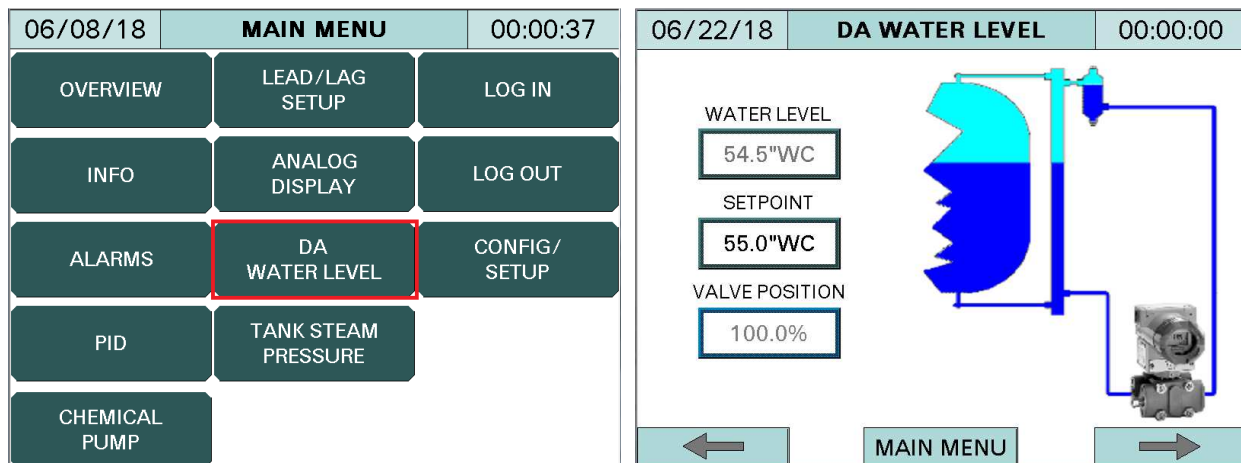 06/08/18 MAIN MENU 00:00:37
OVERVIEW
LEAD/LAG
SETUP
LOG IN
INFO
ANALOG
DISPLAY
LOG OUT
ALARMS
DA
WATER LEVEL
CONFIG/
SETUP
PID
TANK STEAM
PRESSURE
CHEMICAL
PUMP
06/22/18 DA WATER LEVEL 00:00:00
WATER LEVEL
54.5"WC
SETPOINT
55.0"WC
VALVE POSITION
100.0%
MAIN MENU